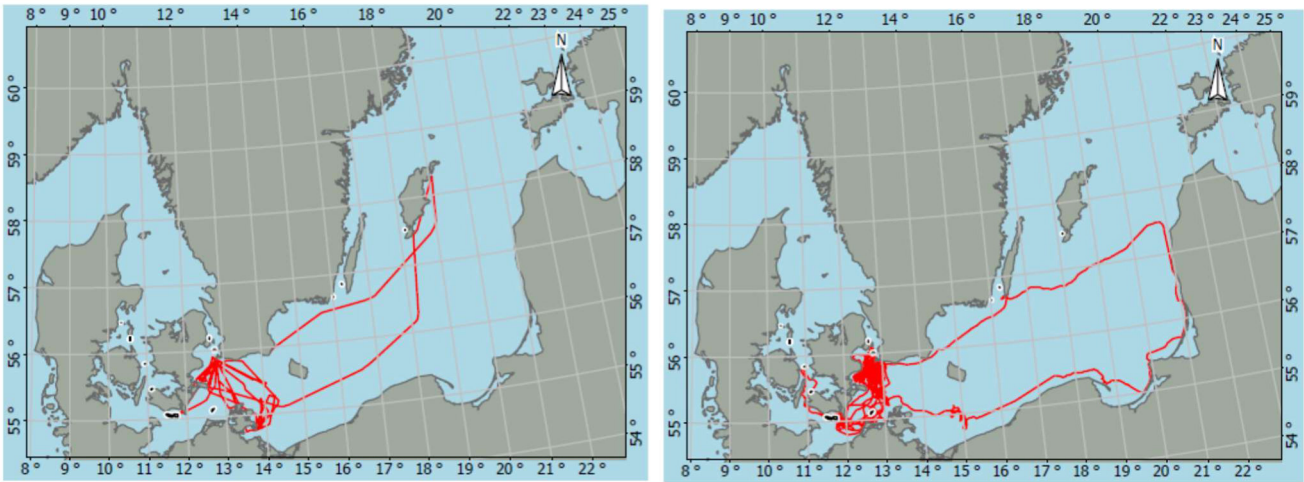 8 ° 9 ° 10 ° 12 ° 13 ° 14 ° 16 ° 18 ° 20 ° 22 ° 23 ° 24 ° 25 °
N
60 ° 59 ° 58 ° 57 ° 56 ° 55 °
59 ° 58 ° 57 ° 56 ° 55 ° 54 °
8 ° 9 ° 10 ° 11 ° 12 ° 13 ° 14 ° 16 ° 17 ° 18 ° 19 ° 20 ° 21 ° 22 °
8 ° 9 ° 10 ° 12 ° 13 ° 14 ° 16 ° 18 ° 20 ° 22 ° 23 ° 24 ° 25 °
N
60 ° 59 ° 58 ° 57 ° 56 ° 55 °
59 ° 58 ° 57 ° 56 ° 55 ° 54 °
8 ° 9 ° 10 ° 11 ° 12 ° 13 ° 14 ° 15 ° 16 ° 17 ° 18 ° 19 ° 20 ° 21 ° 22 °